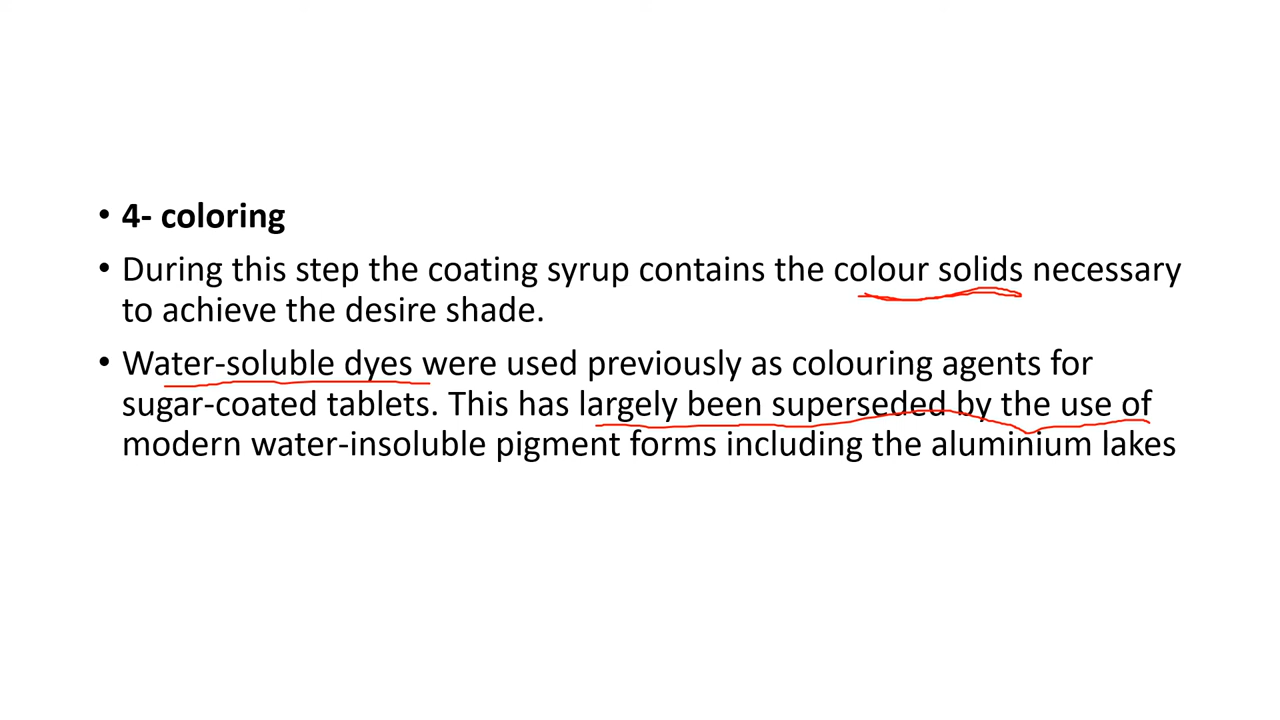 • 4- coloring
• During this step the coating syrup contains the colour solids necessary
to achieve the desire shade.
• Water-soluble dyes were used previously as colouring agents for
sugar-coated tablets. This has largely been superseded by the use of
modern water-insoluble pigment forms including the aluminium lakes